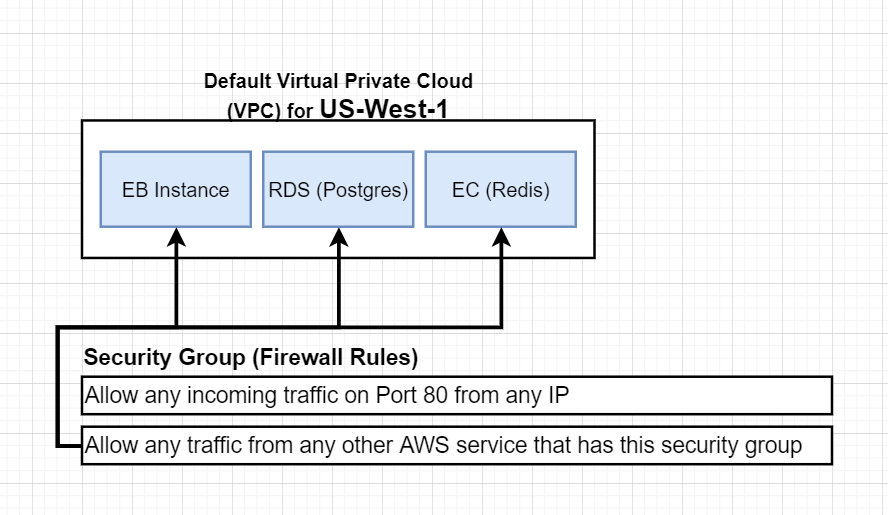 Default Virtual Private Cloud
(VPC) for US-West-1
EB Instance
RDS (Postgres)
EC (Redis)
Security Group (Firewall Rules)
Allow any incoming traffic on Port 80 from any IP
Allow any traffic from any other AWS service that has this security group